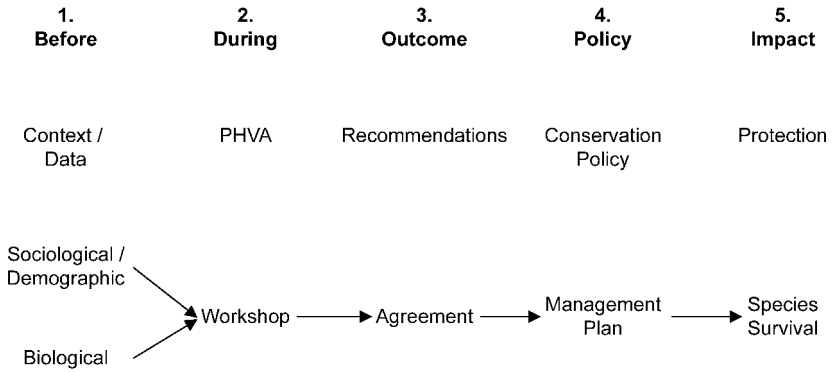 1.
Before
2.
During
3.
Outcome
4.
Policy
5.
Impact
Context /
Data
PHVA
Recommendations
Conservation
Policy
Protection
Sociological /
Demographic
Biological
Workshop
Agreement
Management
Plan
Species
Survival